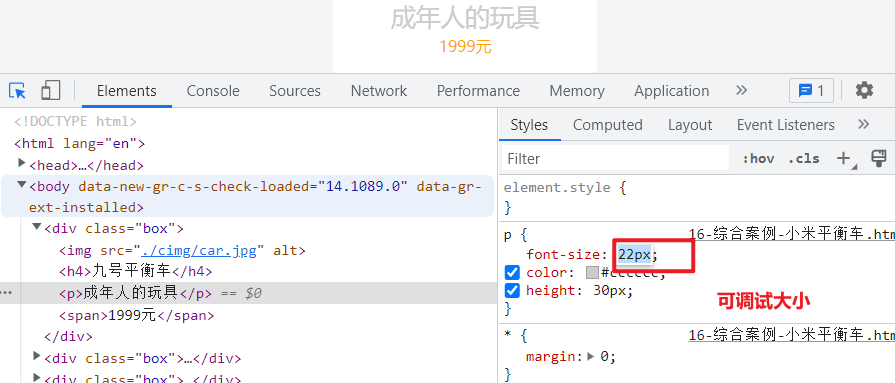 成年人的玩具
1999元
Elements Console Sources Network Performance Memory Application » 1
<!DOCTYPE html>
<html lang="en">
<head>…</head>
<body data-new-gr-c-s-check-loaded="14.1089.0" data-gr-
ext-installed>
<div class="box">
<img src="./cimg/car.jpg" alt>
<h4>九号平衡车</h4>
<p>成年人的玩具</p> == $0
<span>1999元</span>
</div>
<div class="box">…</div>
<div class="box">…</div>
Styles Computed Layout Event Listeners »
Filter :hov .cls +
element.style {
}
p { 16-综合案例-小米平衡车.htm
font-size: 22px;
color: #cccccc;
height: 30px;
}
可调试大小
* { 16-综合案例-小米平衡车.htm
margin: 0;
}